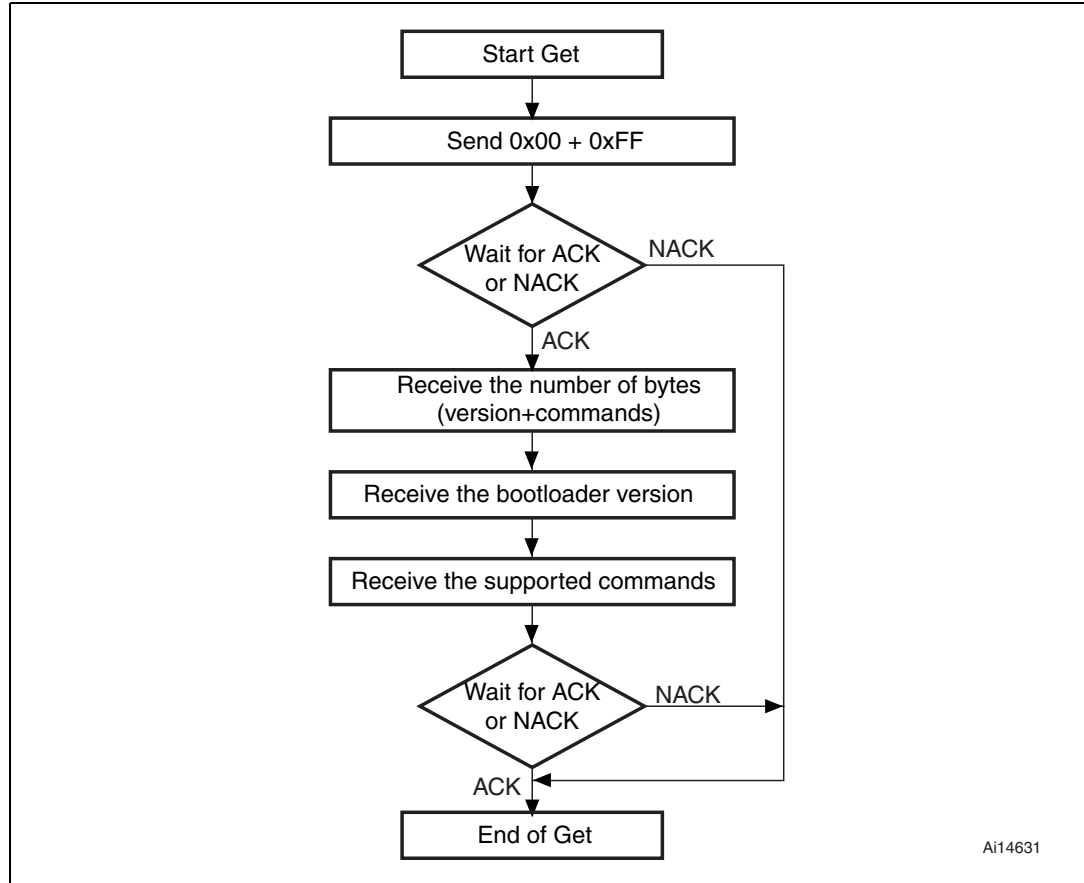 Start Get
Send 0x00 + 0xFF
Wait for ACK
or NACK
NACK
ACK
Receive the number of bytes
(version+commands)
Receive the bootloader version
Receive the supported commands
Wait for ACK
or NACK
NACK
ACK
End of Get
Ai14631